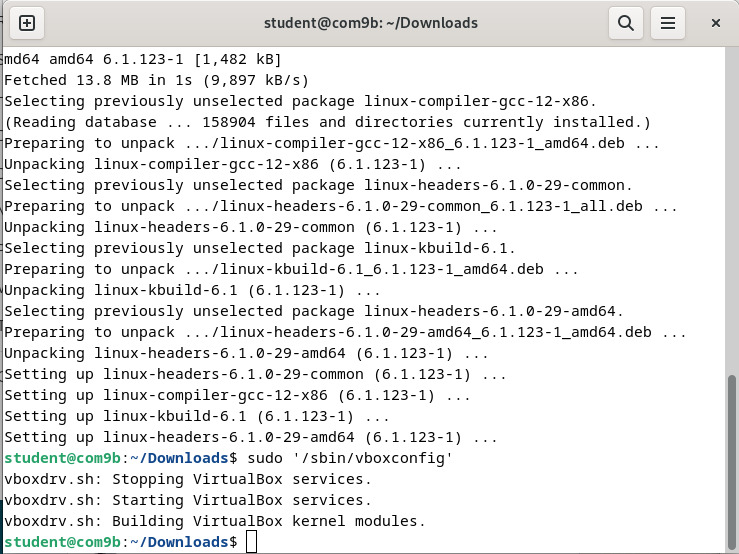 student@com9b: ~/Downloads
md64 amd64 6.1.123-1 [1,482 kB]
Fetched 13.8 MB in 1s (9,897 kB/s)
Selecting previously unselected package linux-compiler-gcc-12-x86.
(Reading database ... 158904 files and directories currently installed.)
Preparing to unpack .../linux-compiler-gcc-12-x86_6.1.123-1_amd64.deb ...
Unpacking linux-compiler-gcc-12-x86 (6.1.123-1) ...
Selecting previously unselected package linux-headers-6.1.0-29-common.
Preparing to unpack .../linux-headers-6.1.0-29-common_6.1.123-1_all.deb ...
Unpacking linux-headers-6.1.0-29-common (6.1.123-1) ...
Selecting previously unselected package linux-kbuild-6.1.
Preparing to unpack .../linux-kbuild-6.1_6.1.123-1_amd64.deb ...
Unpacking linux-kbuild-6.1 (6.1.123-1) ...
Selecting previously unselected package linux-headers-6.1.0-29-amd64.
Preparing to unpack .../linux-headers-6.1.0-29-amd64_6.1.123-1_amd64.deb ...
Unpacking linux-headers-6.1.0-29-amd64 (6.1.123-1) ...
Setting up linux-headers-6.1.0-29-common (6.1.123-1) ...
Setting up linux-compiler-gcc-12-x86 (6.1.123-1) ...
Setting up linux-kbuild-6.1 (6.1.123-1) ...
Setting up linux-headers-6.1.0-29-amd64 (6.1.123-1) ...
student@com9b:~/Downloads$ sudo '/sbin/vboxconfig'
vboxdrv.sh: Stopping VirtualBox services.
vboxdrv.sh: Starting VirtualBox services.
vboxdrv.sh: Building VirtualBox kernel modules.
student@com9b:~/Downloads$